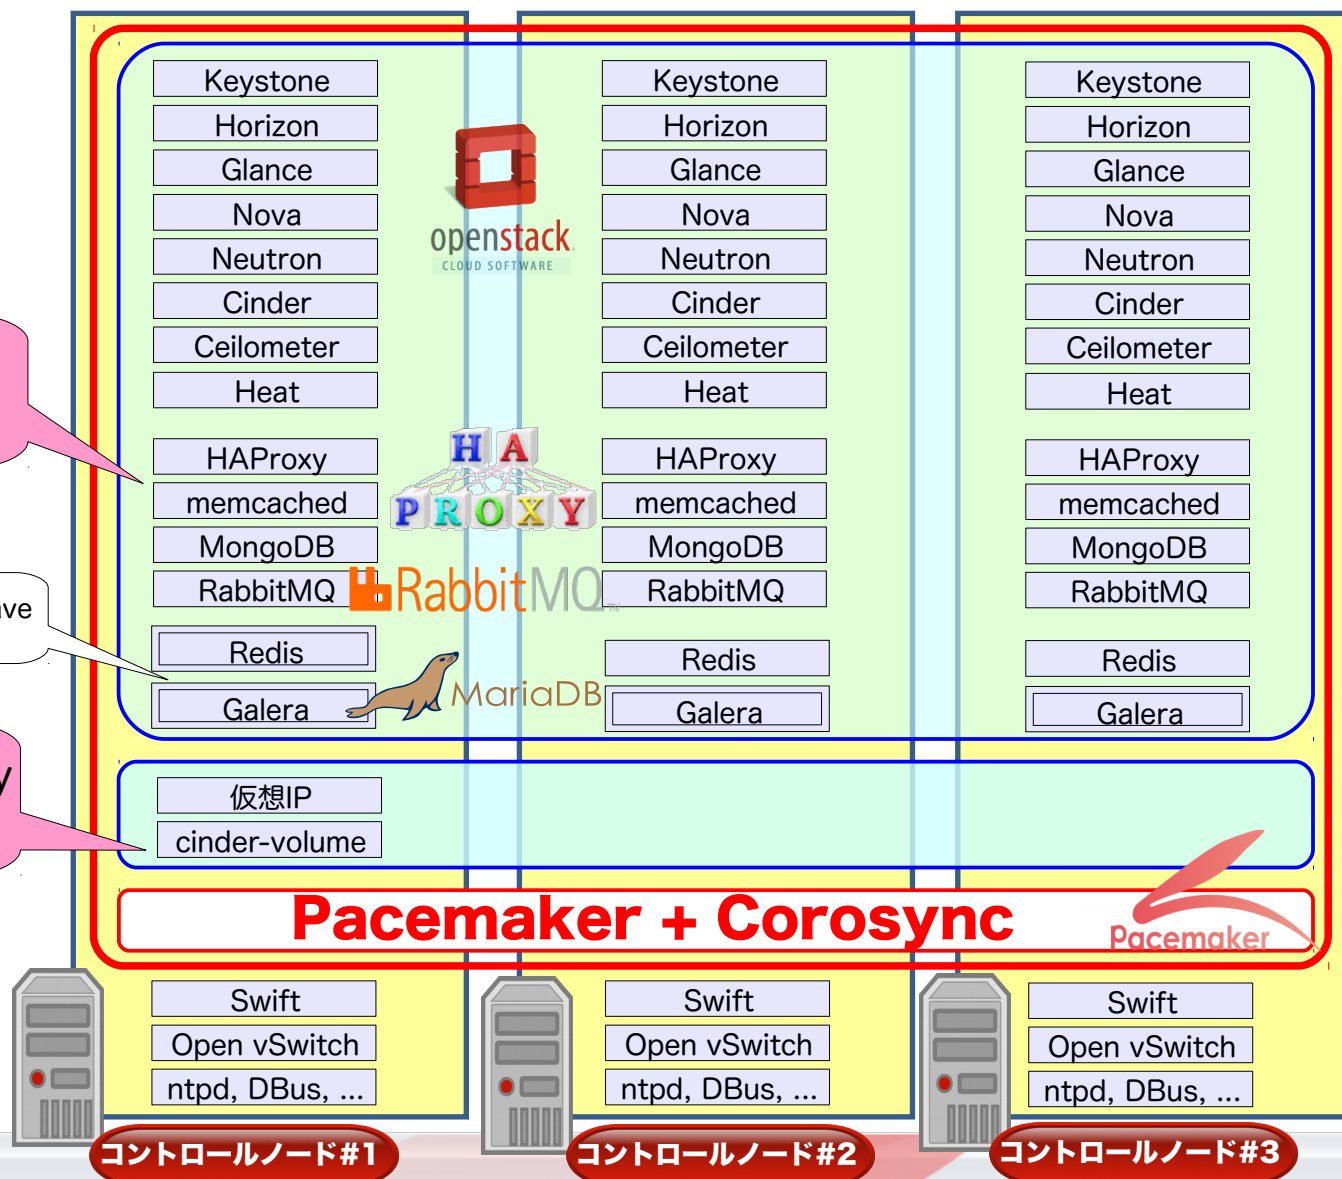 Keystone
Horizon
Glance
Nova
Neutron
Cinder
Ceilometer
Heat
HAProxy
memcached
MongoDB
RabbitMQ
Redis
Galera
openstack
CLOUD SOFTWARE
HA
PROXY
RabbitMQ
MariaDB
Keystone
Horizon
Glance
Nova
Neutron
Cinder
Ceilometer
Heat
HAProxy
memcached
MongoDB
RabbitMQ
Redis
Galera
Keystone
Horizon
Glance
Nova
Neutron
Cinder
Ceilometer
Heat
HAProxy
memcached
MongoDB
RabbitMQ
Redis
Galera
仮想IP
cinder-volume
Pacemaker + Corosync
Pacemaker
Swift
Open vSwitch
ntpd, DBus, ...
Swift
Open vSwitch
ntpd, DBus, ...
Swift
Open vSwitch
ntpd, DBus, ...
コントロールノード#1
コントロールノード#2
コントロールノード#3